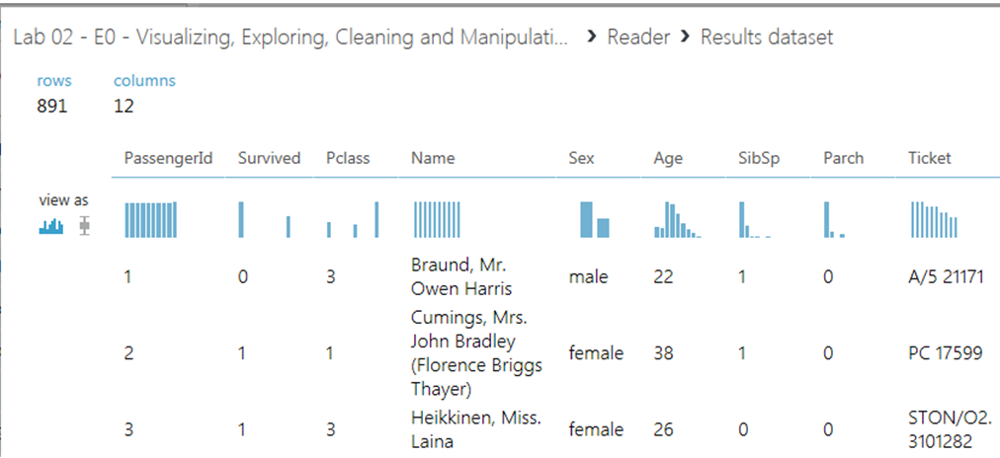 Lab 02 - E0 - Visualizing, Exploring, Cleaning and Manipulati... > Reader > Results dataset
rows columns
891 12
PassengerId Survived Pclass Name Sex Age SibSp Parch Ticket
view as
1 0 3 Braund, Mr. male 22 1 0 A/5 21171
Owen Harris
2 1 1 Cumings, Mrs. female 38 1 0 PC 17599
John Bradley
(Florence Briggs
Thayer)
3 1 3 Heikkinen, Miss. female 26 0 0 STON/O2.
Laina 3101282